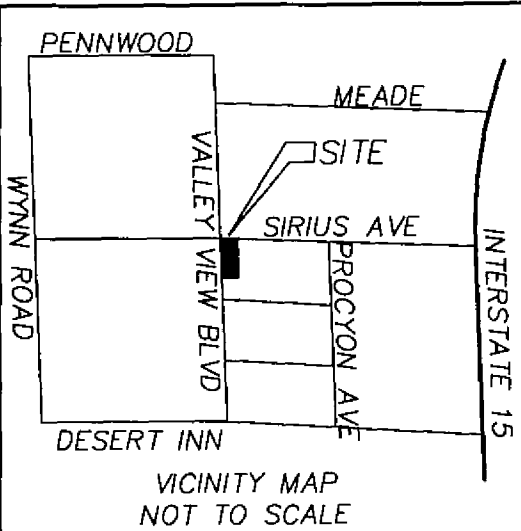 PENNWOOD
MEADE
SITE
VALLEY VIEW BLVD
WYNN ROAD
SIRIUS AVE
PROCYON AVE
INTERSTATE 15
DESERT INN
VICINITY MAP
NOT TO SCALE